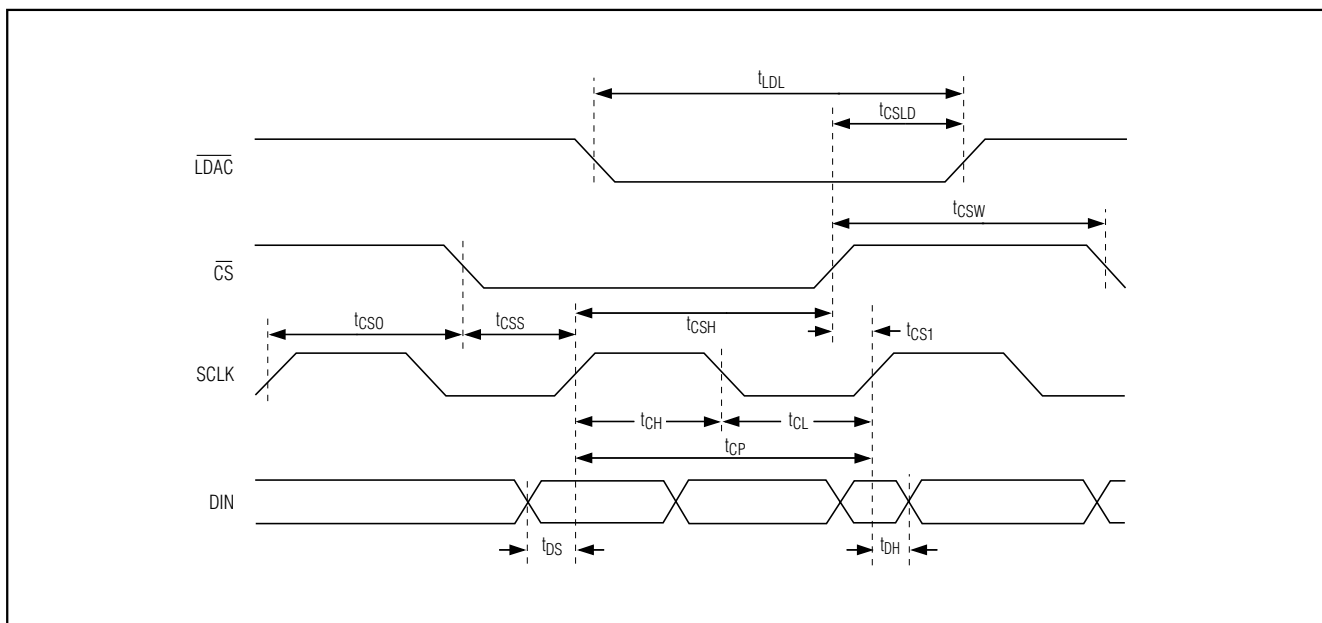 tLDL
tCSLD
LDAC
tCSW
CS
tCSO
tCSS
tCSH
tCS1
SCLK
tCH
tCL
tCP
DIN
tDS
tDH